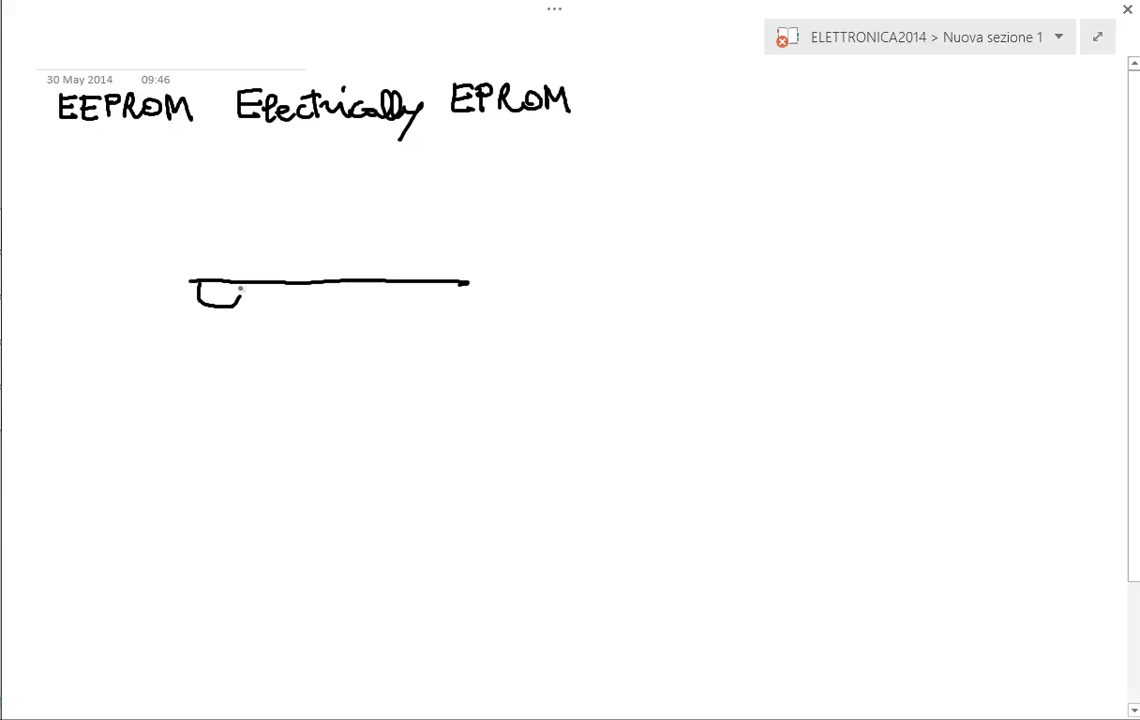 ELETTRONICA2014 > Nuova sezione 1
30 May 2014 09:46
EEPROM Electrically EPROM